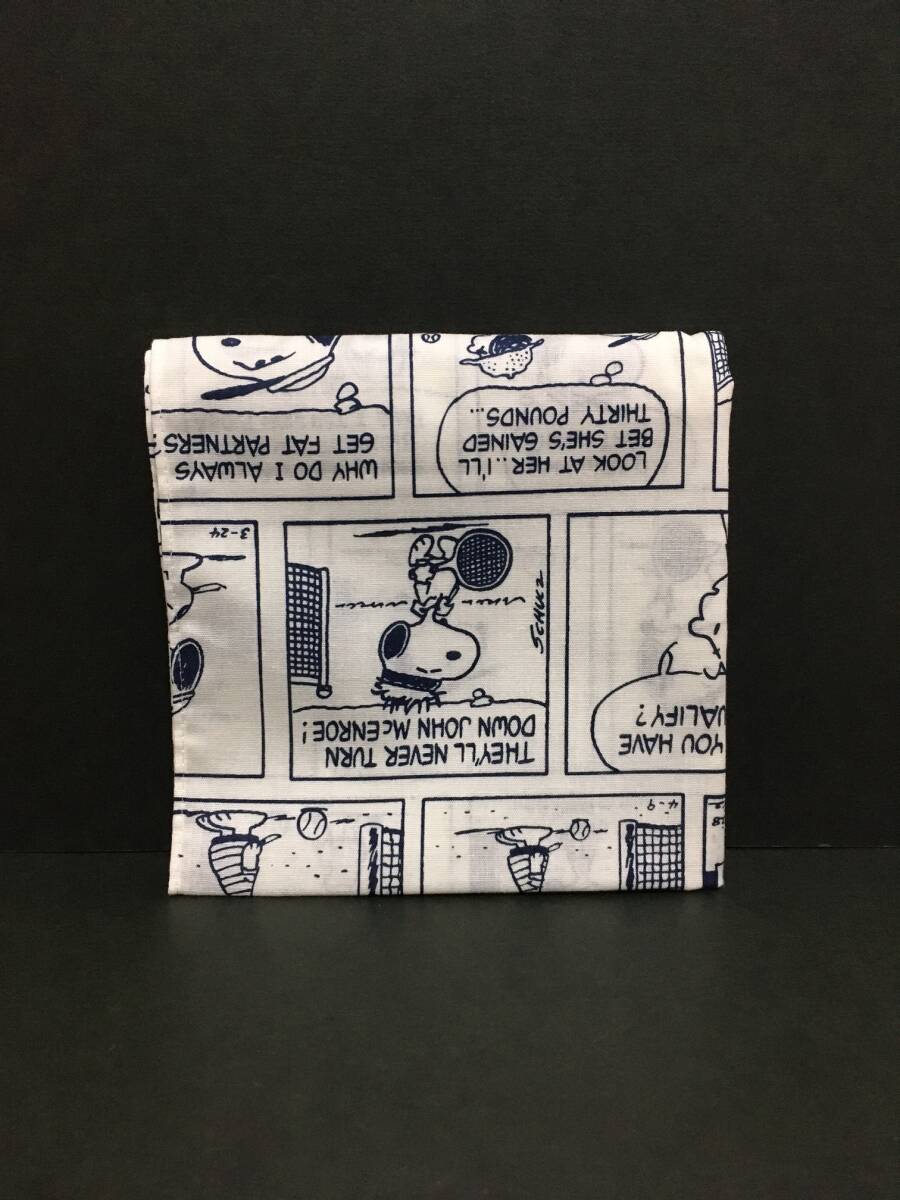 4-9
YOU HAVE
UALIFY?
THEY'LL NEVER TURN
DOWN JOHN McENROE!
SCHULZ
3-24
LOOK AT HER..I'LL
BET SHE'S GAINED
THIRTY POUNDS...
WHY DO I ALWAYS
GET FAT PARTNERS?